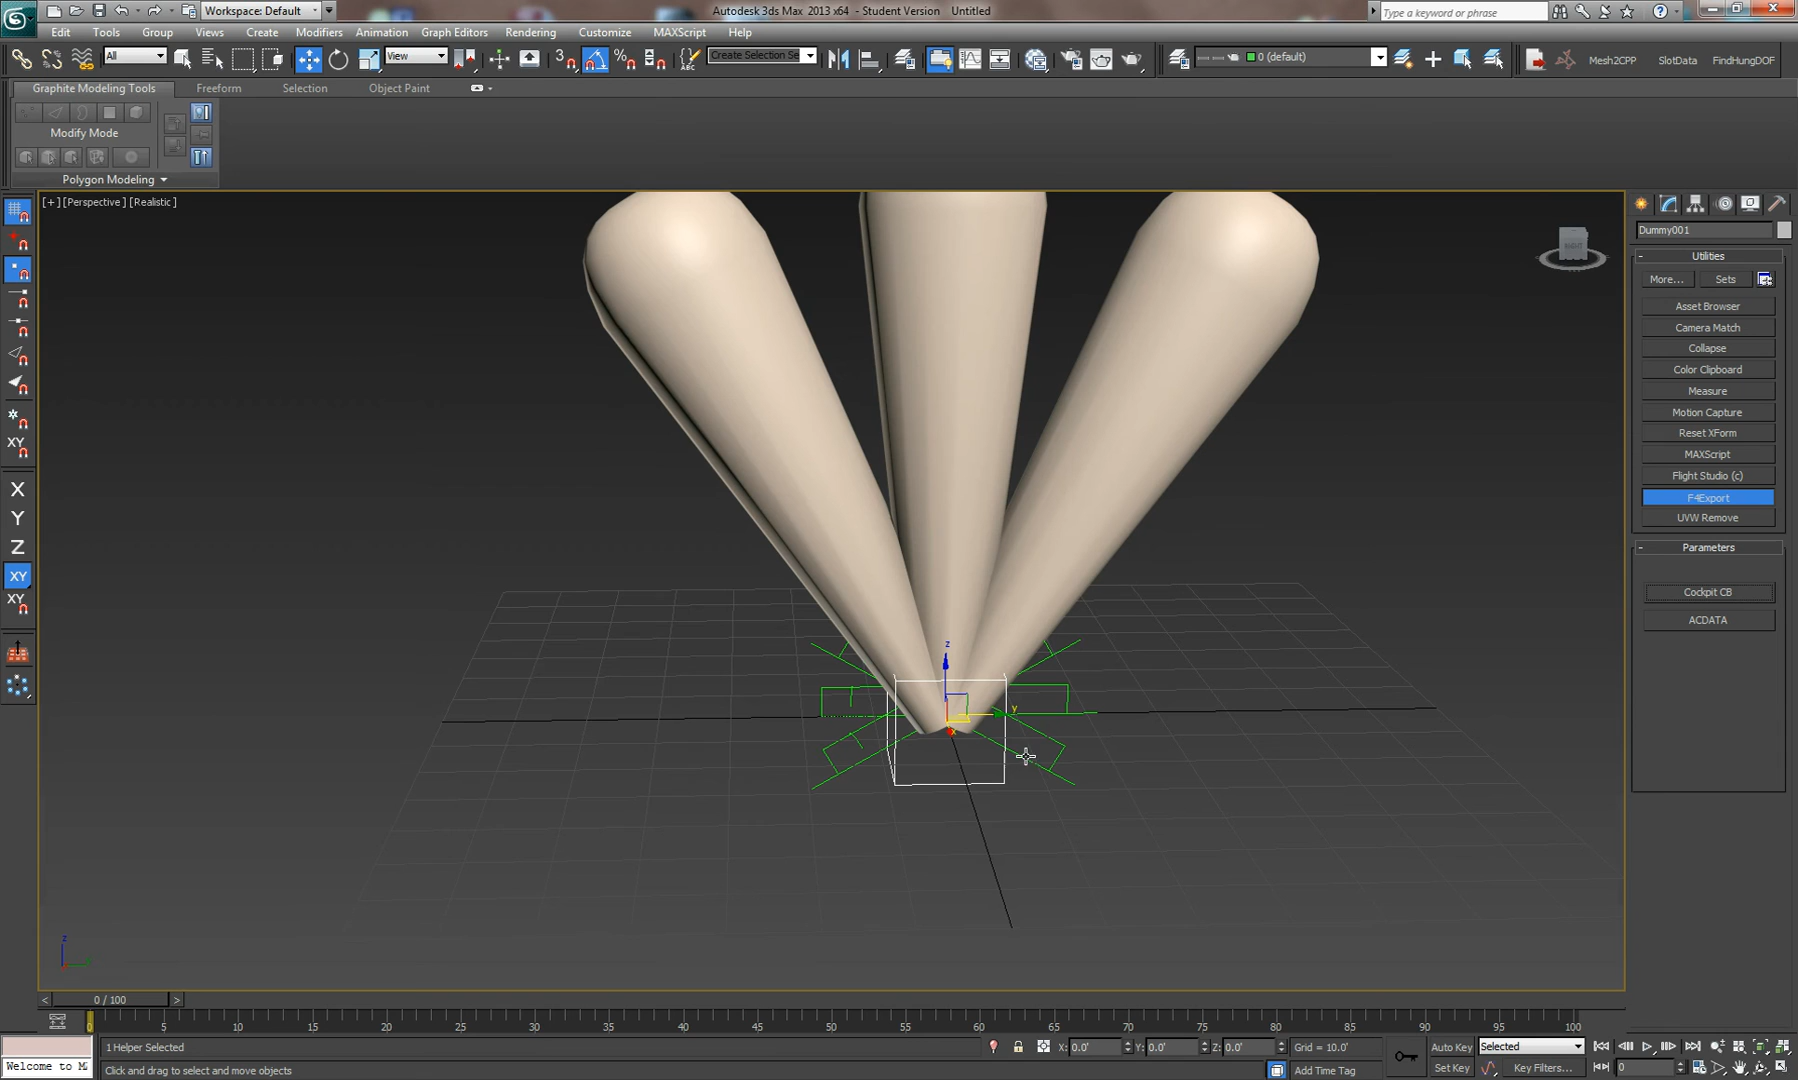 Workspace: Default
Autodesk 3ds Max 2013 x64 - Student Version Untitled
Type a keyword or phrase
Edit Tools Group Views Create Modifiers Animation Graph Editors Rendering Customize MAXScript Help
All View Create Selection Se 0 (default) Mesh2CPP SlotData FindHungDOF
Graphite Modeling Tools Freeform Selection Object Paint
Modify Mode
Polygon Modeling
[+] [Perspective] [Realistic]
Dummy001
Utilities
More... Sets
Asset Browser
Camera Match
Collapse
Color Clipboard
Measure
Motion Capture
Reset XForm
MAXScript
Flight Studio (c)
F4Export
UVW Remove
Parameters
Cockpit CB
ACDATA
XY
X
Y
Z
XY
XY
z
y
x
z
RIGHT
< 0 / 100 >
0 5 10 15 20 25 30 35 40 45 50 55 60 65 70 75 80 85 90 95 100
1 Helper Selected X: 0.0' Y: 0.0' Z: 0.0' Grid = 10.0' Auto Key Selected
Welcome to M Click and drag to select and move objects Add Time Tag Set Key Key Filters... 0